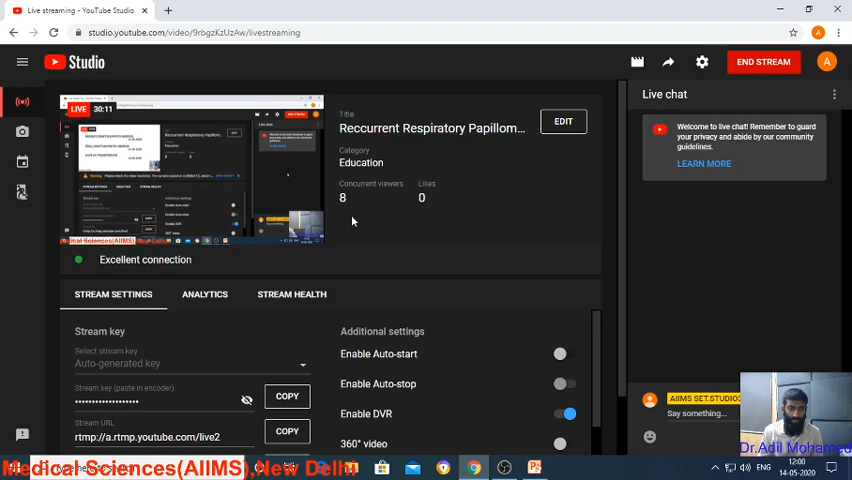 Live streaming - YouTube Studio
studio.youtube.com/video/9rbgzKzUzAw/livestreaming
A
Studio
END STREAM
A
LIVE 30:11
Title
Reccurrent Respiratory Papillom...
EDIT
Category
Education
Concurrent viewers
Likes
8
0
Excellent connection
STREAM SETTINGS
ANALYTICS
STREAM HEALTH
Stream key
Select stream key
Auto-generated key
Stream key (paste in encoder)
••••••••••••••••••
COPY
Stream URL
rtmp://a.rtmp.youtube.com/live2
COPY
Additional settings
Enable Auto-start
Enable Auto-stop
Enable DVR
360° video
Live chat
Welcome to live chat! Remember to guard
your privacy and abide by our community
guidelines.
LEARN MORE
AIIMS SET.STUDIO
Say something...
Dr.Adil Mohamed
Medical Sciences(AIIMS),New Delhi
ENG
12:00
14-05-2020